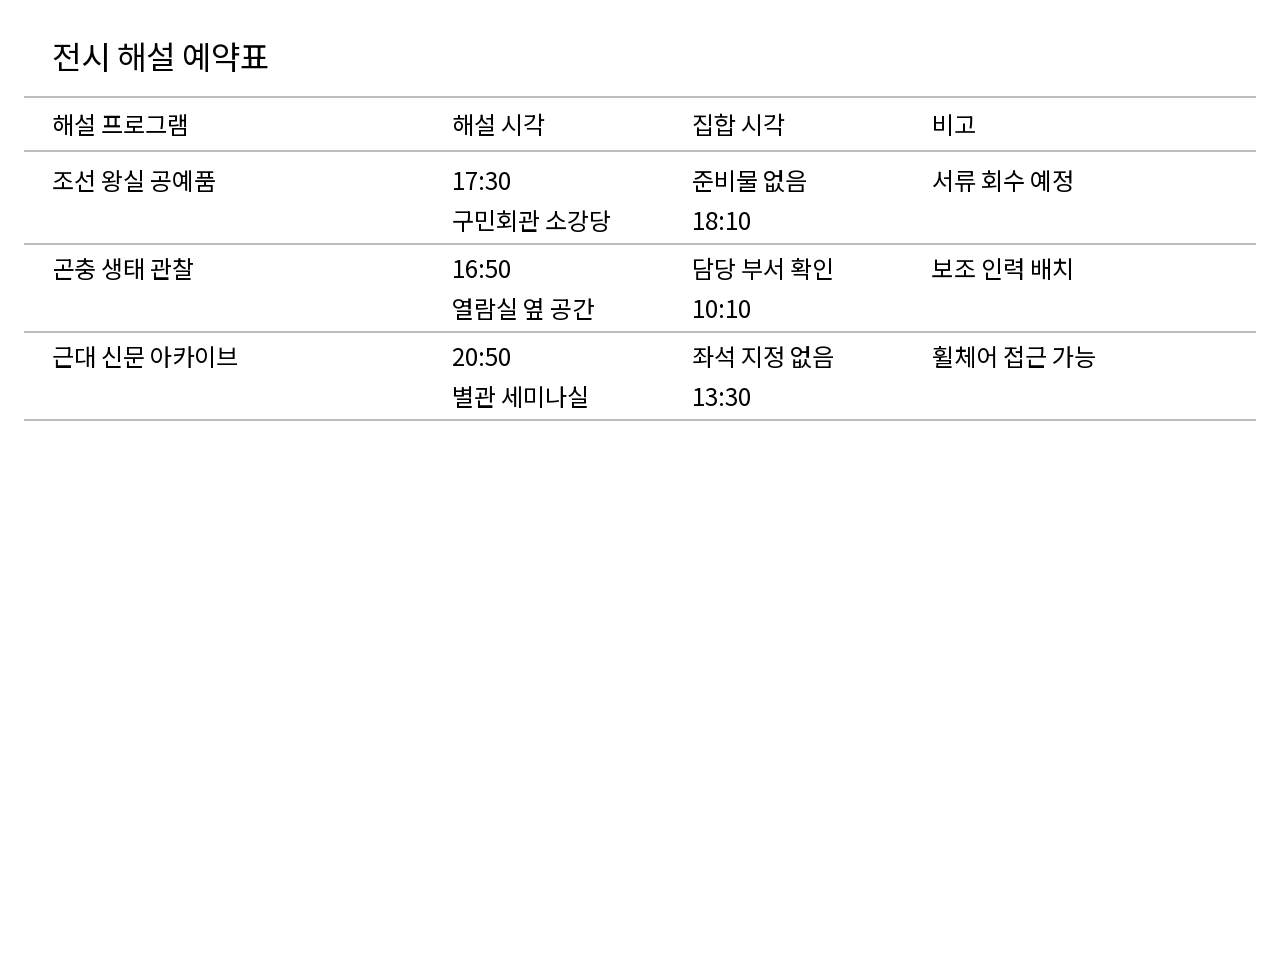 전시 해설 예약표
해설 프로그램 해설 시각 집합 시각 비고
조선 왕실 공예품 17:30 준비물 없음 서류 회수 예정
구민회관 소강당 18:10
곤충 생태 관찰 16:50 담당 부서 확인 보조 인력 배치
열람실 옆 공간 10:10
근대 신문 아카이브 20:50 좌석 지정 없음 휠체어 접근 가능
별관 세미나실 13:30